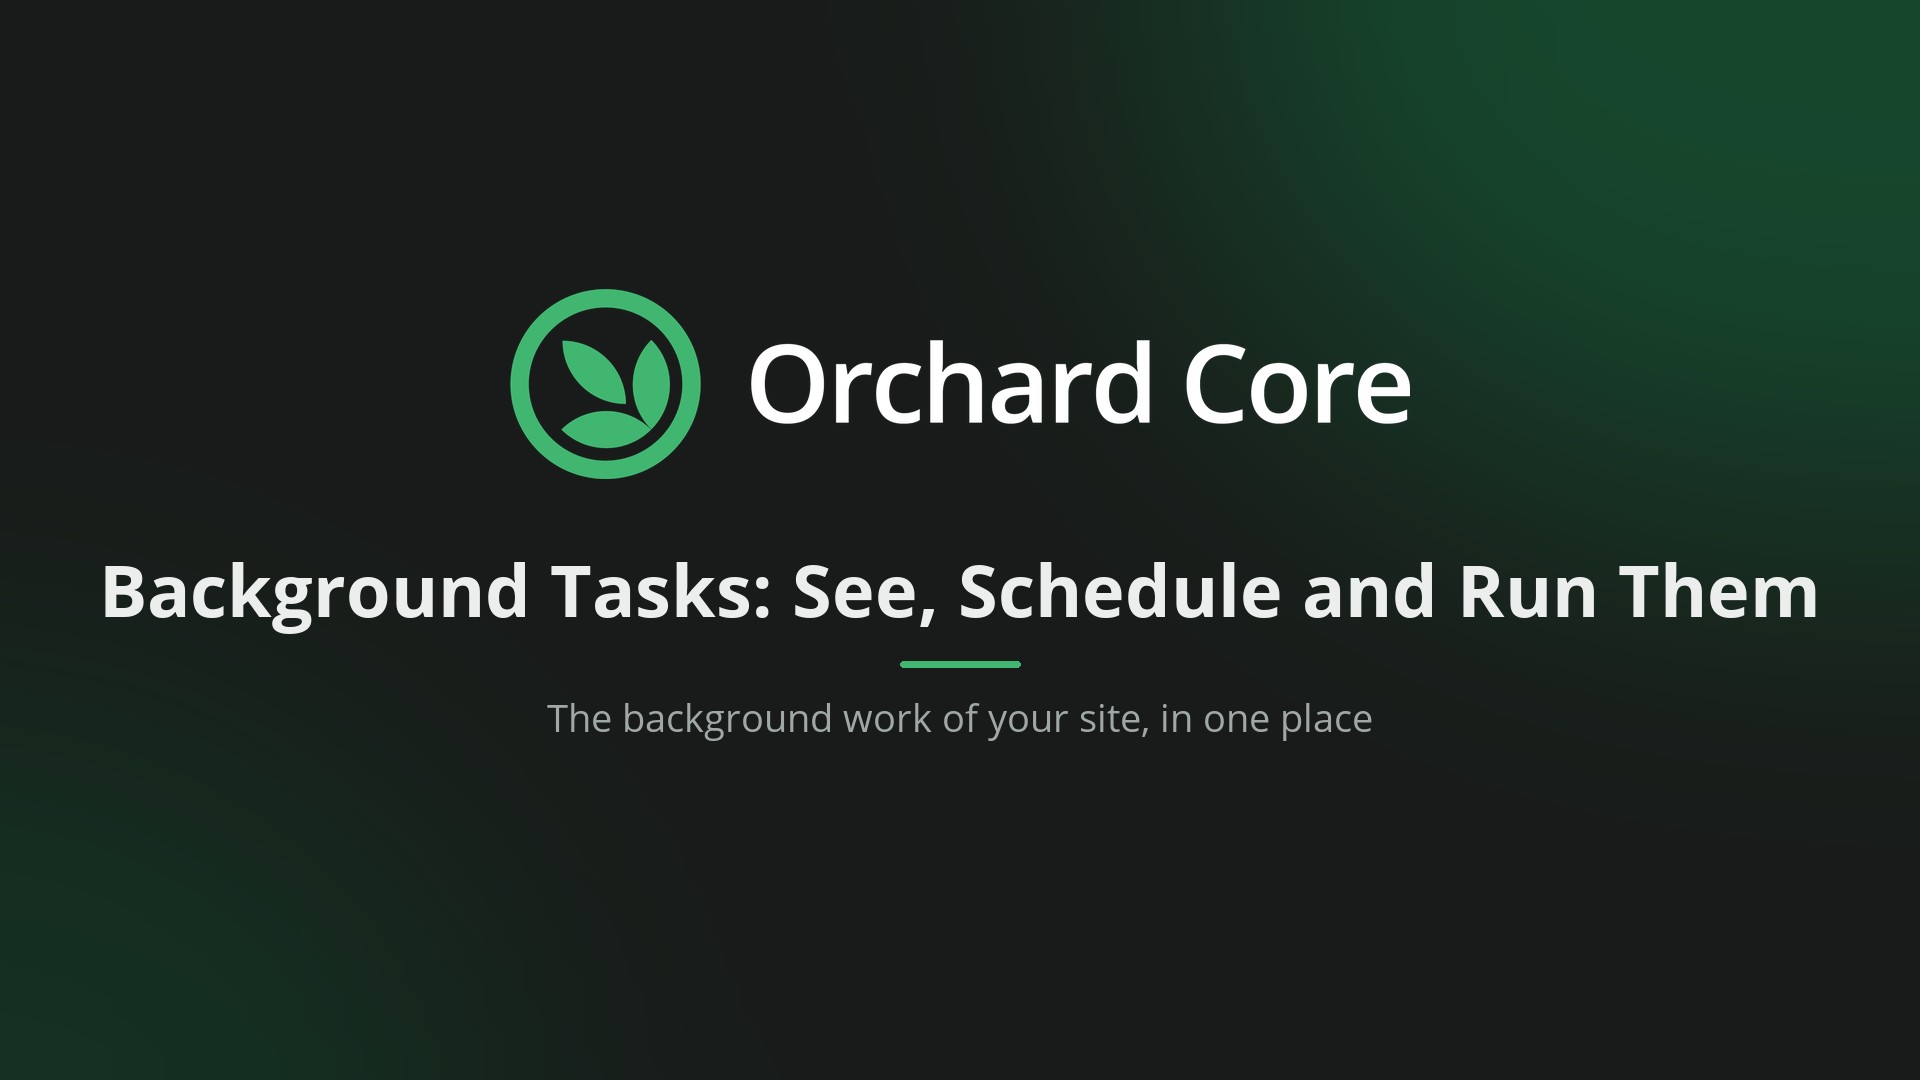 Orchard Core
Background Tasks: See, Schedule and Run Them
The background work of your site, in one place